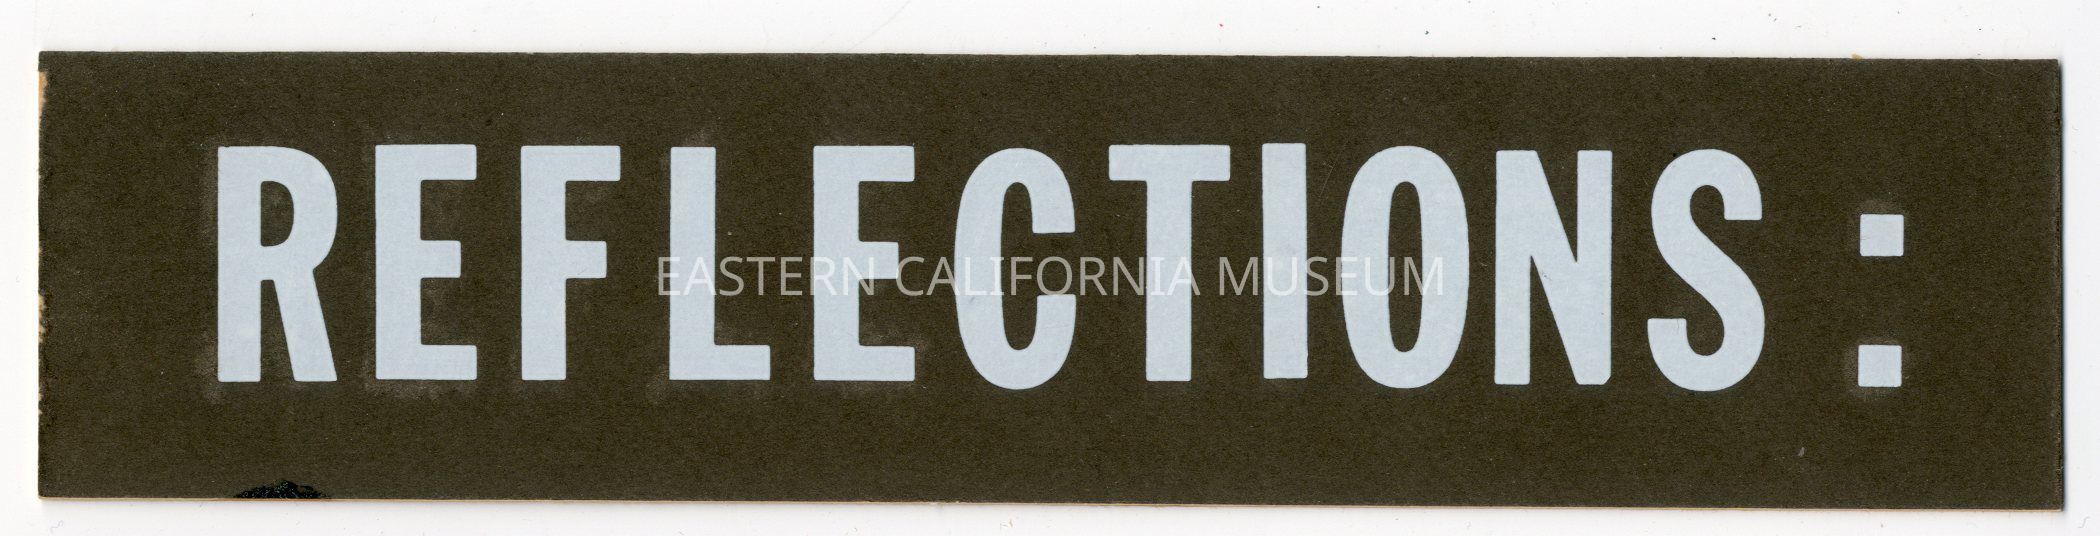 REFLECTIONS:
EASTERN CALIFORNIA MUSEUM